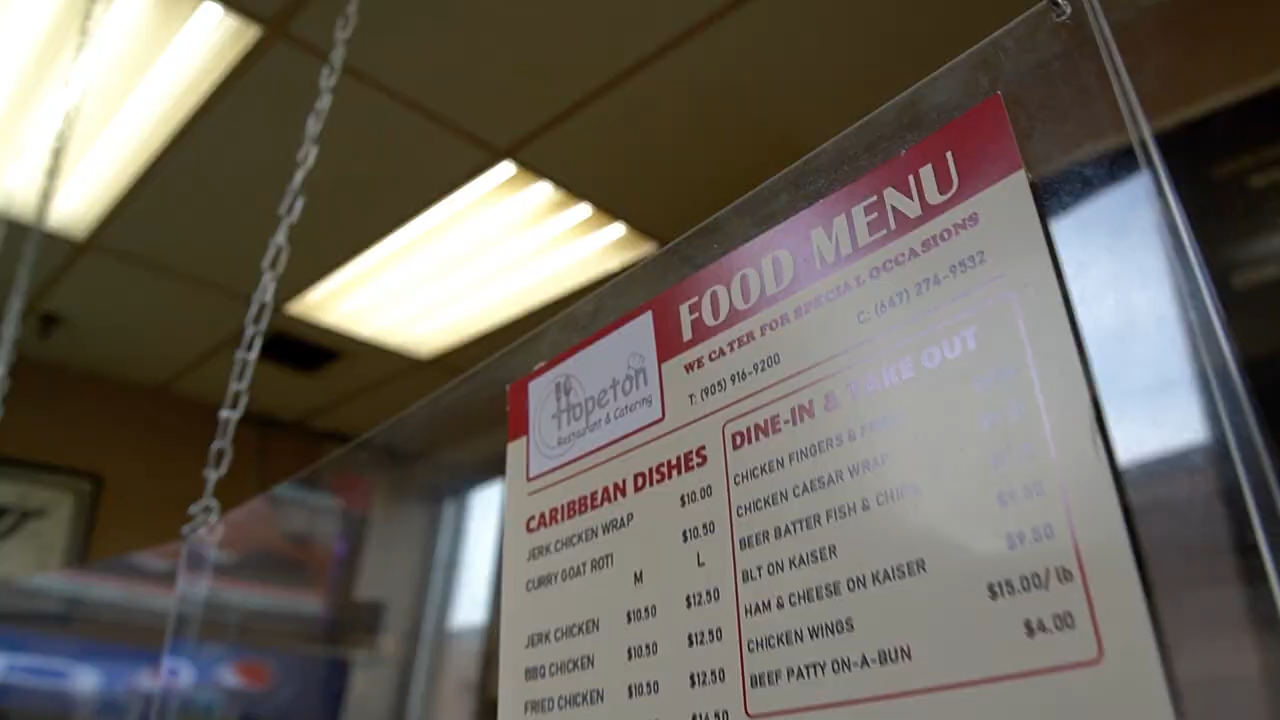 FOOD MENU
WE CATER FOR SPECIAL OCCASIONS
T: (905) 916-9200
C: (647) 274-9532
Hopeton
Restaurant & Catering
CARIBBEAN DISHES
JERK CHICKEN WRAP $10.00
CURRY GOAT ROTI $10.50
M L
JERK CHICKEN $10.50 $12.50
BBQ CHICKEN $10.50 $12.50
FRIED CHICKEN $10.50 $12.50
DINE-IN & TAKE OUT
CHICKEN FINGERS &
CHICKEN CAESAR WRAP
BEER BATTER FISH & CHIPS
BLT ON KAISER $9.50
HAM & CHEESE ON KAISER $9.50
CHICKEN WINGS $15.00/lb
BEEF PATTY ON-A-BUN $4.00